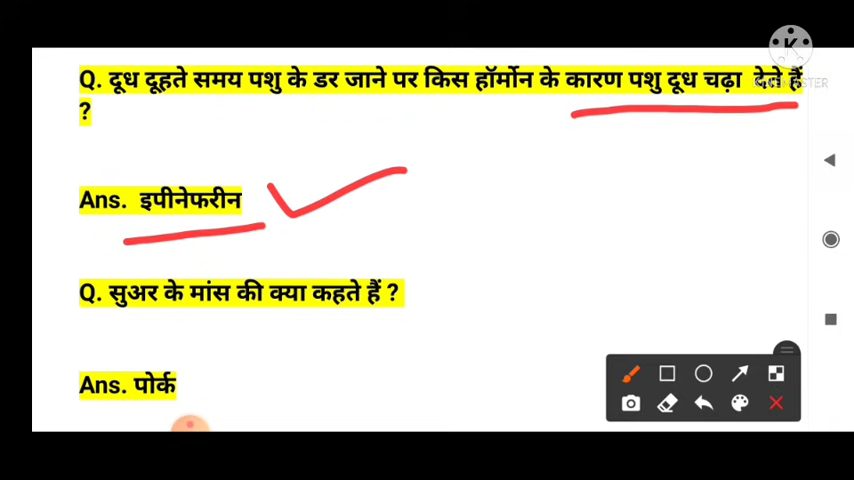 Q. दूध दूहते समय पशु के डर जाने पर किस हॉर्मोन के कारण पशु दूध चढ़ा देते हैं
?
Ans. इपीनेफरीन
Q. सुअर के मांस की क्या कहते हैं ?
Ans. पोर्क